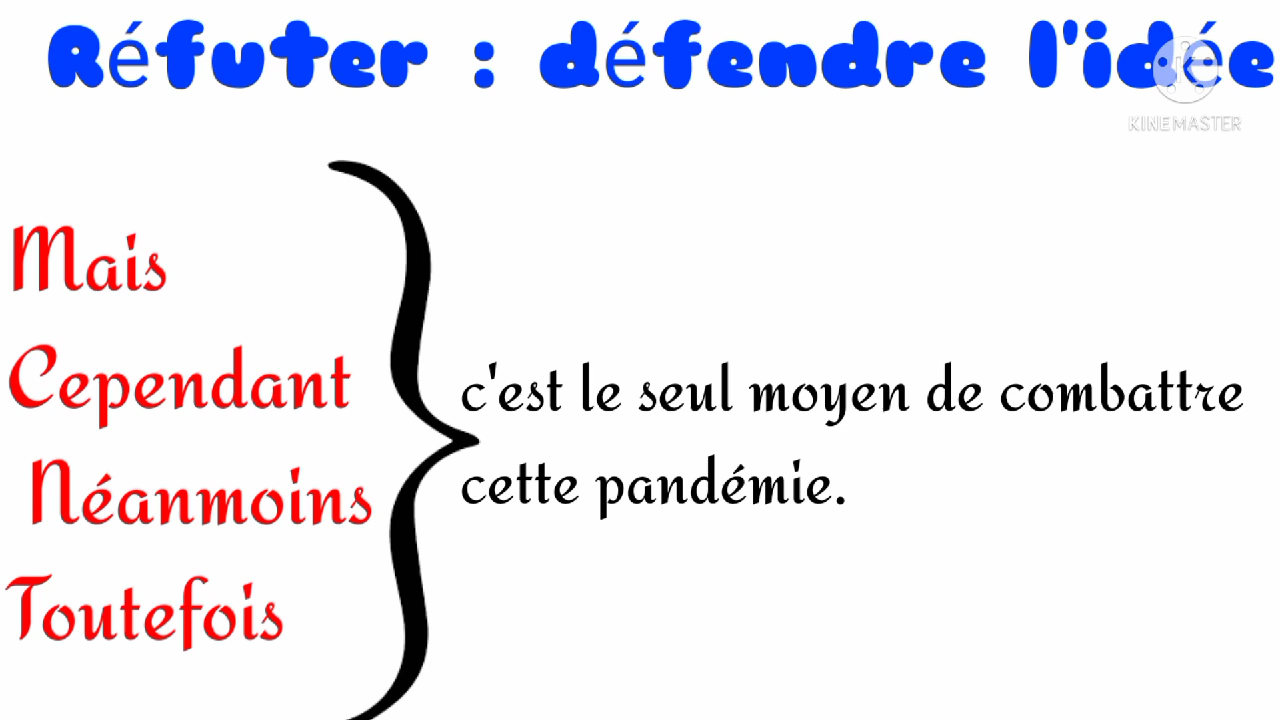 Réfuter : défendre l'idée
KINEMASTER
Mais
Cependant
Néanmoins
Toutefois
c'est le seul moyen de combattre
cette pandémie.